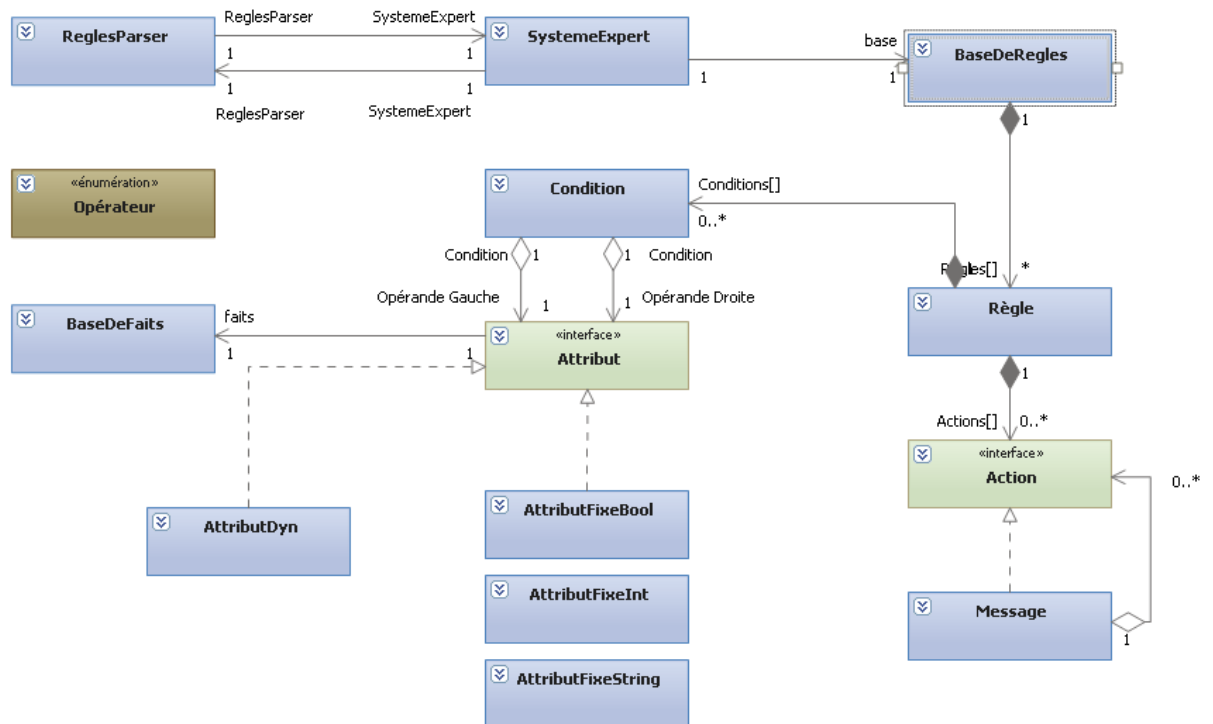 ReglesParser
ReglesParser
SystemeExpert
SystemeExpert
base
BaseDeRegles
1
1
1
1
1
1
ReglesParser
SystemeExpert
1
«énumération»
Opérateur
Condition
Conditions[]
0..*
Condition
1
1
Condition
Règles[]
*
Opérande Gauche
1
1
Opérande Droite
Règle
BaseDeFaits
faits
1
1
«interface»
Attribut
1
Actions[]
0..*
«interface»
Action
0..*
AttributDyn
AttributFixeBool
AttributFixeInt
Message
1
AttributFixeString